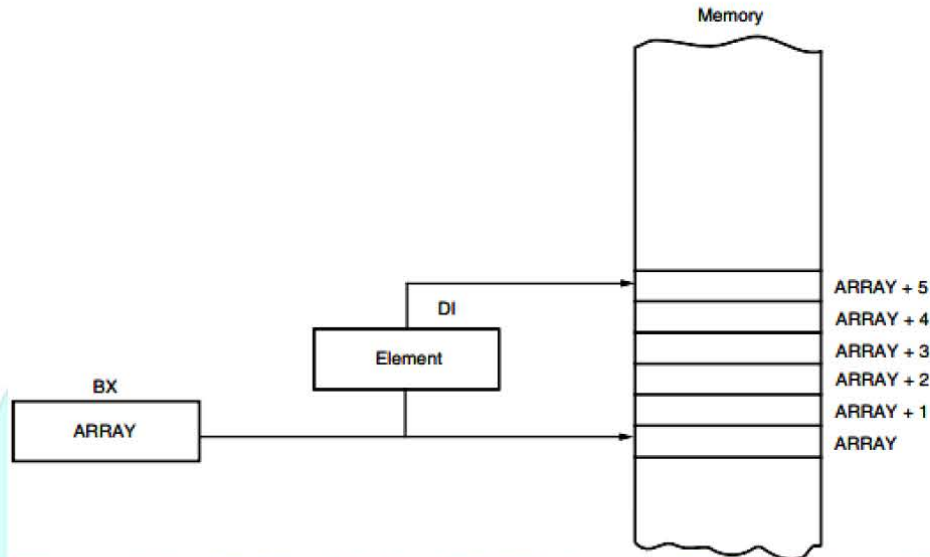 Memory
DI
Element
BX
ARRAY
ARRAY + 5
ARRAY + 4
ARRAY + 3
ARRAY + 2
ARRAY + 1
ARRAY